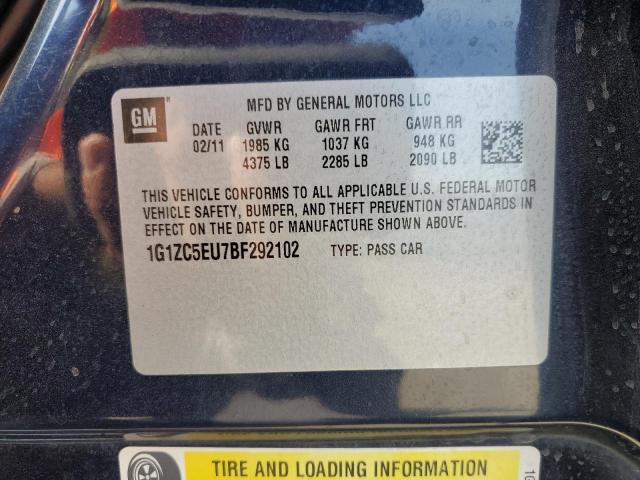 GM
MFD BY GENERAL MOTORS LLC
DATE GVWR GAWR FRT GAWR RR
02/11 1985 KG 1037 KG 948 KG
4375 LB 2285 LB 2090 LB
THIS VEHICLE CONFORMS TO ALL APPLICABLE U.S. FEDERAL MOTOR
VEHICLE SAFETY, BUMPER, AND THEFT PREVENTION STANDARDS IN
EFFECT ON THE DATE OF MANUFACTURE SHOWN ABOVE.
1G1ZC5EU7BF292102 TYPE: PASS CAR
TIRE AND LOADING INFORMATION